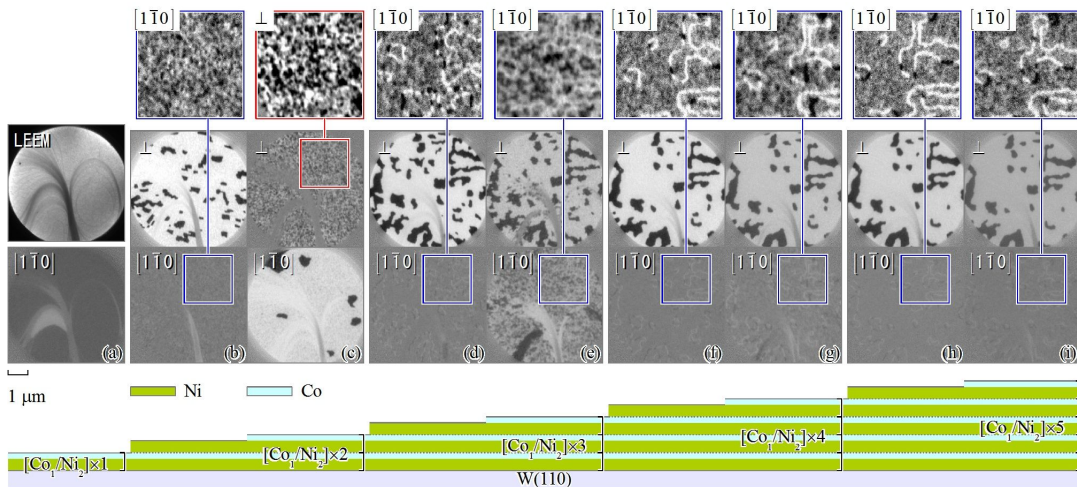 [11̄0]
⊥
[11̄0]
[11̄0]
[11̄0]
[11̄0]
[11̄0]
[11̄0]
LEEM
⊥
⊥
⊥
⊥
⊥
⊥
⊥
⊥
[11̄0]
[11̄0]
[11̄0]
[11̄0]
[11̄0]
[11̄0]
[11̄0]
[11̄0]
[11̄0]
(a)
(b)
(c)
(d)
(e)
(f)
(g)
(h)
(i)
1 µm
Ni
Co
[Co₁/Ni₂]×1
[Co₁/Ni₂]×2
[Co₁/Ni₂]×3
[Co₁/Ni₂]×4
[Co₁/Ni₂]×5
W(110)